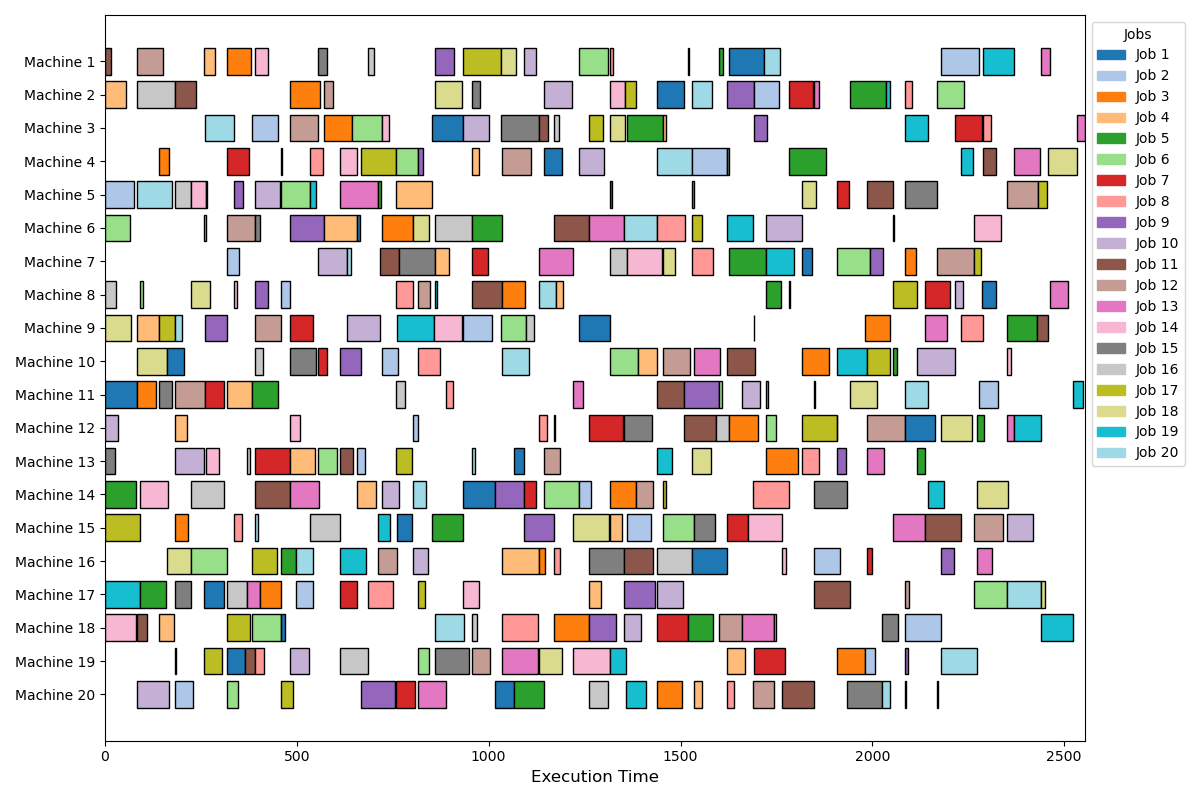 Machine 1
Machine 2
Machine 3
Machine 4
Machine 5
Machine 6
Machine 7
Machine 8
Machine 9
Machine 10
Machine 11
Machine 12
Machine 13
Machine 14
Machine 15
Machine 16
Machine 17
Machine 18
Machine 19
Machine 20
0 500 1000 1500 2000 2500
Execution Time
Jobs
Job 1
Job 2
Job 3
Job 4
Job 5
Job 6
Job 7
Job 8
Job 9
Job 10
Job 11
Job 12
Job 13
Job 14
Job 15
Job 16
Job 17
Job 18
Job 19
Job 20